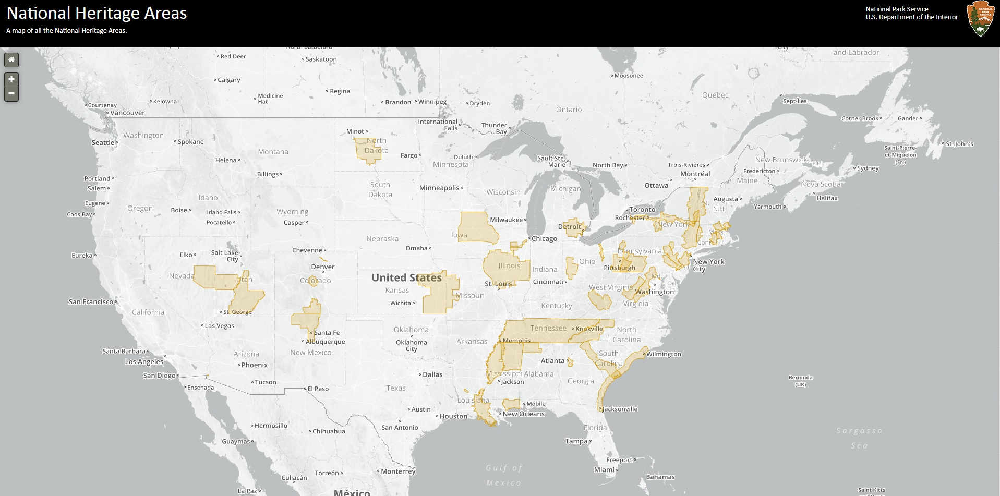 National Heritage Areas
A map of all the National Heritage Areas.
National Park Service
U.S. Department of the Interior
NATIONAL
PARK
SERVICE
+
−
North Battleford
City
and Labrador
Red Deer
Saskatoon
Moosonee
Calgary
Regina
Medicine
Hat
Québec
Sept-Îles
Kelowna
Brandon
Winnipeg
Dryden
Courtenay
Vancouver
Ontario
Corner Brook
Gander
International
Falls
Thunder
Bay
Minot
Washington
Seattle
Spokane
North
Dakota
St. John's
Saint-Pierre-
et-Miquelon
(Fr.)
Montana
Fargo
Duluth
Sault Ste.
Marie
Helena
Minnesota
North Bay
Trois-Rivières
New Brunswick
P.E.I.
Sydney
Billings
Montréal
Fredericton
Portland
Salem
Minneapolis
South
Dakota
Wisconsin
Michigan
Ottawa
Maine
Nova Scotia
Idaho
Augusta
Halifax
Eugene
Oregon
Boise
Idaho Falls
Wyoming
Vt.
N.H.
Yarmouth
Coos Bay
Toronto
Rochester
Pocatello
Casper
Milwaukee
Detroit
New York
Mass.
Iowa
Nebraska
Chicago
Conn.
R.I.
Omaha
Eureka
Elko
Salt Lake
City
Cheyenne
Pennsylvania
Ohio
New York
City
Denver
Illinois
Indiana
Pittsburgh
N.J.
Nevada
Utah
Colorado
United States
Md.
Cincinnati
St. Louis
Del.
West Virginia
Washington
Kansas
Missouri
San Francisco
Wichita
Kentucky
Virginia
California
St. George
Las Vegas
Santa Fe
Oklahoma
Tennessee
Knoxville
North
Carolina
Albuquerque
Oklahoma
City
Arkansas
Memphis
Santa Barbara
Arizona
New Mexico
South
Carolina
Wilmington
Los Angeles
Phoenix
Atlanta
San Diego
Dallas
Mississippi
Alabama
Georgia
Bermuda
(UK)
Tucson
Jackson
Ensenada
El Paso
Texas
Louisiana
Mobile
Jacksonville
Austin
Houston
New Orleans
Hermosillo
Chihuahua
San Antonio
Florida
Sargasso
Sea
Guaymas
Tampa
Freeport
Gulf of
Mexico
Torreón
Monterrey
Miami
Culiacán
Bahamas
La Paz
México
Saint Kitts